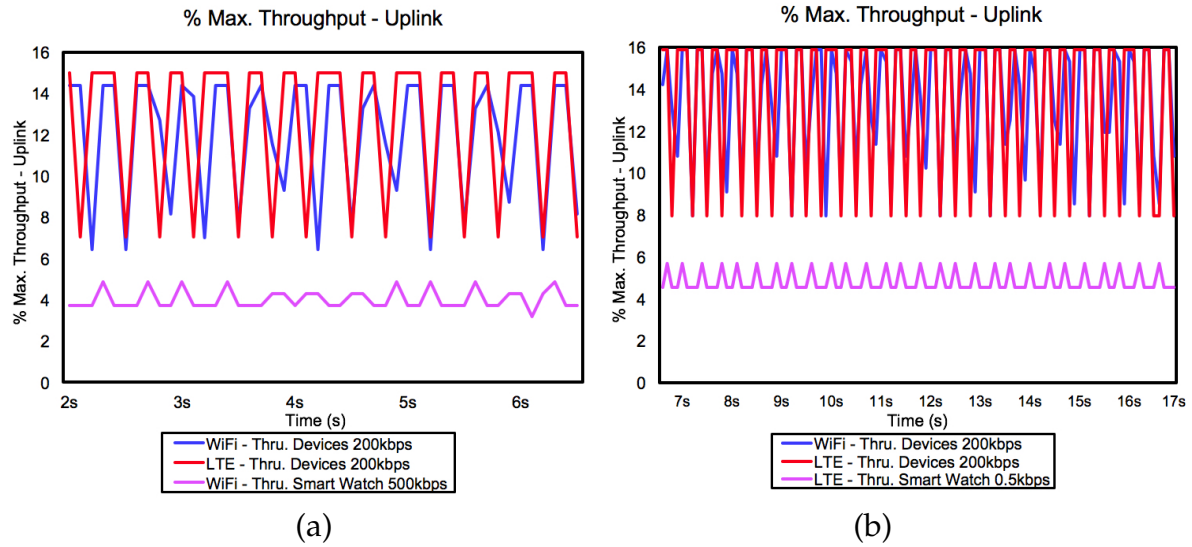 % Max. Throughput - Uplink
% Max. Throughput - Uplink
16
14
12
10
8
6
4
2
0
% Max. Throughput - Uplink
2s 3s 4s 5s 6s
Time (s)
WiFi - Thru. Devices 200kbps
LTE - Thru. Devices 200kbps
WiFi - Thru. Smart Watch 500kbps
(a)
16
14
12
10
8
6
4
2
0
% Max. Throughput - Uplink
7s 8s 9s 10s 11s 12s 13s 14s 15s 16s 17s
Time (s)
WiFi - Thru. Devices 200kbps
LTE - Thru. Devices 200kbps
LTE - Thru. Smart Watch 0.5kbps
(b)